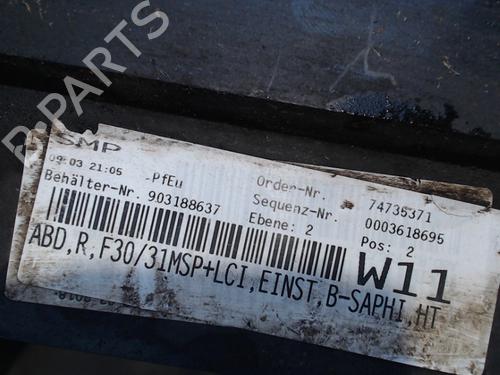 B-PARTS
SMP
09.03 21:05 PfEu Order-Nr. 74735371
Behälter-Nr. 903188637 Sequenz-Nr. 0003618695
Ebene: 2 Pos: 2
W11
ABD,R,F30/31MSP+LCI,EINST,B-SAPHI,HT